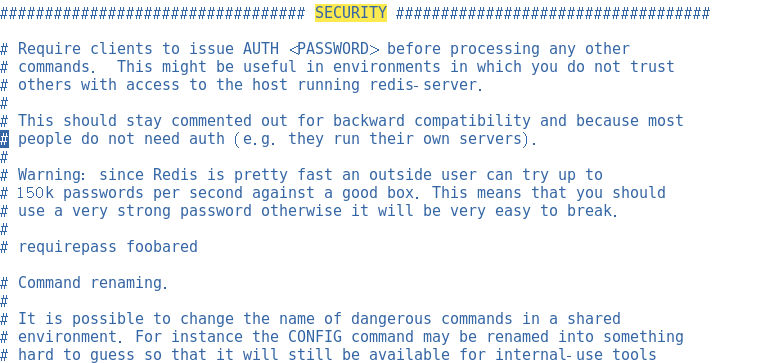 ################################## SECURITY ###################################
# Require clients to issue AUTH <PASSWORD> before processing any other
# commands.  This might be useful in environments in which you do not trust
# others with access to the host running redis-server.
#
# This should stay commented out for backward compatibility and because most
# people do not need auth (e.g. they run their own servers).
#
# Warning: since Redis is pretty fast an outside user can try up to
# 150k passwords per second against a good box. This means that you should
# use a very strong password otherwise it will be very easy to break.
#
# requirepass foobared
# Command renaming.
#
# It is possible to change the name of dangerous commands in a shared
# environment. For instance the CONFIG command may be renamed into something
# hard to guess so that it will still be available for internal-use tools